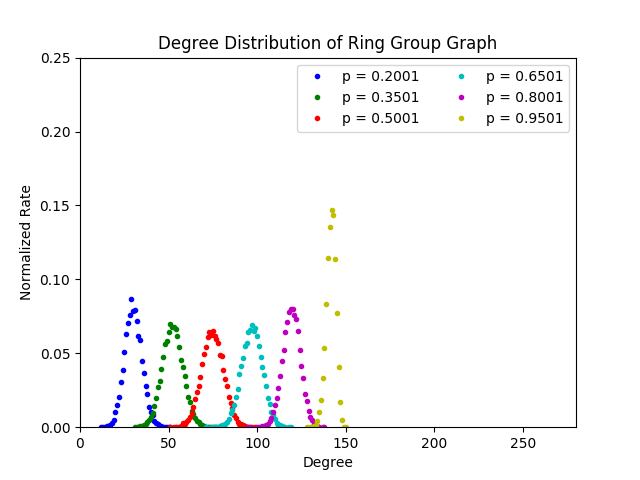 Degree Distribution of Ring Group Graph
p = 0.2001
p = 0.3501
p = 0.5001
p = 0.6501
p = 0.8001
p = 0.9501
Normalized Rate
0.25
0.20
0.15
0.10
0.05
0.00
0 50 100 150 200 250
Degree